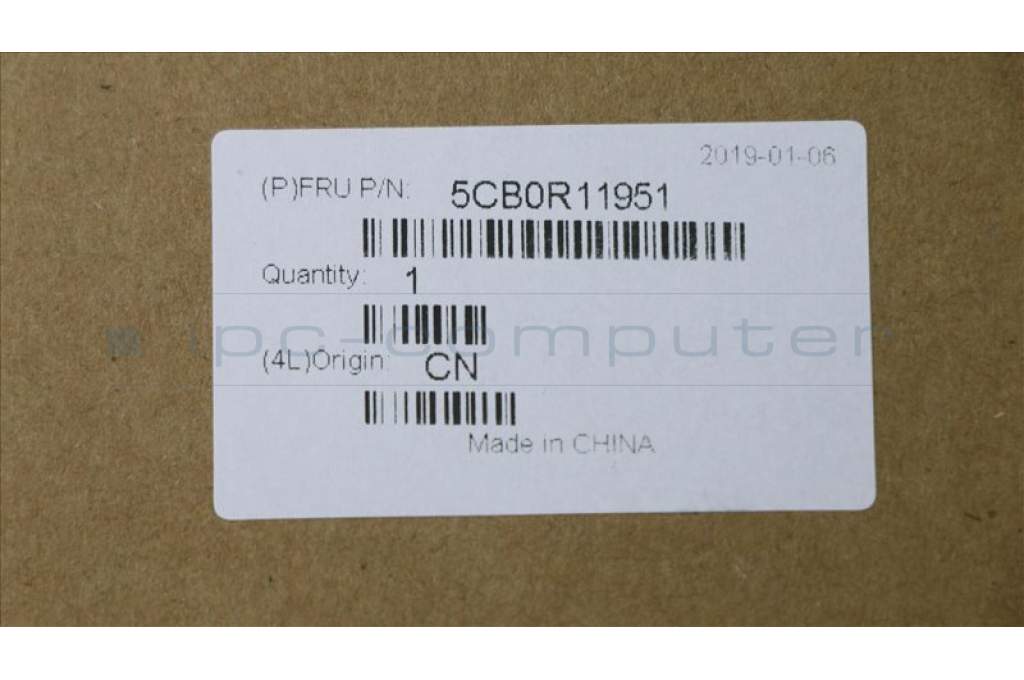 2019-01-06
(P)FRU P/N: 5CB0R11951
Quantity: 1
ipc-computer
(4L)Origin: CN
Made in CHINA